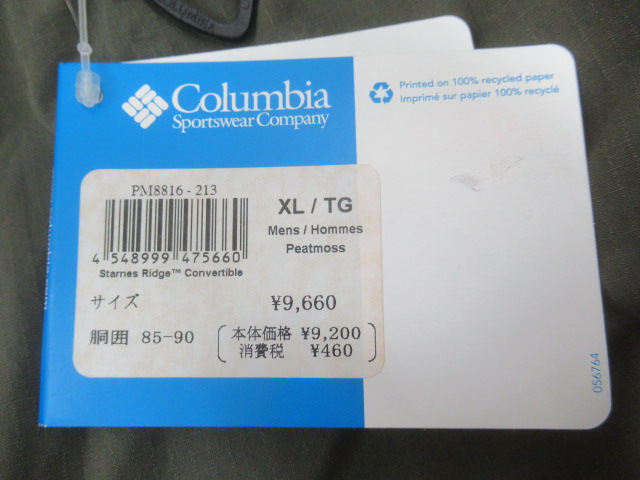 COLUMBIA
Columbia
Sportswear Company
Printed on 100% recycled paper
Imprimé sur papier 100% recyclé
PM8816-213
4 548999 475660
Starnes Ridge™ Convertible
XL / TG
Mens / Hommes
Peatmoss
サイズ
¥9,660
胴囲 85-90
本体価格 ¥9,200
消費税 ¥460
056764